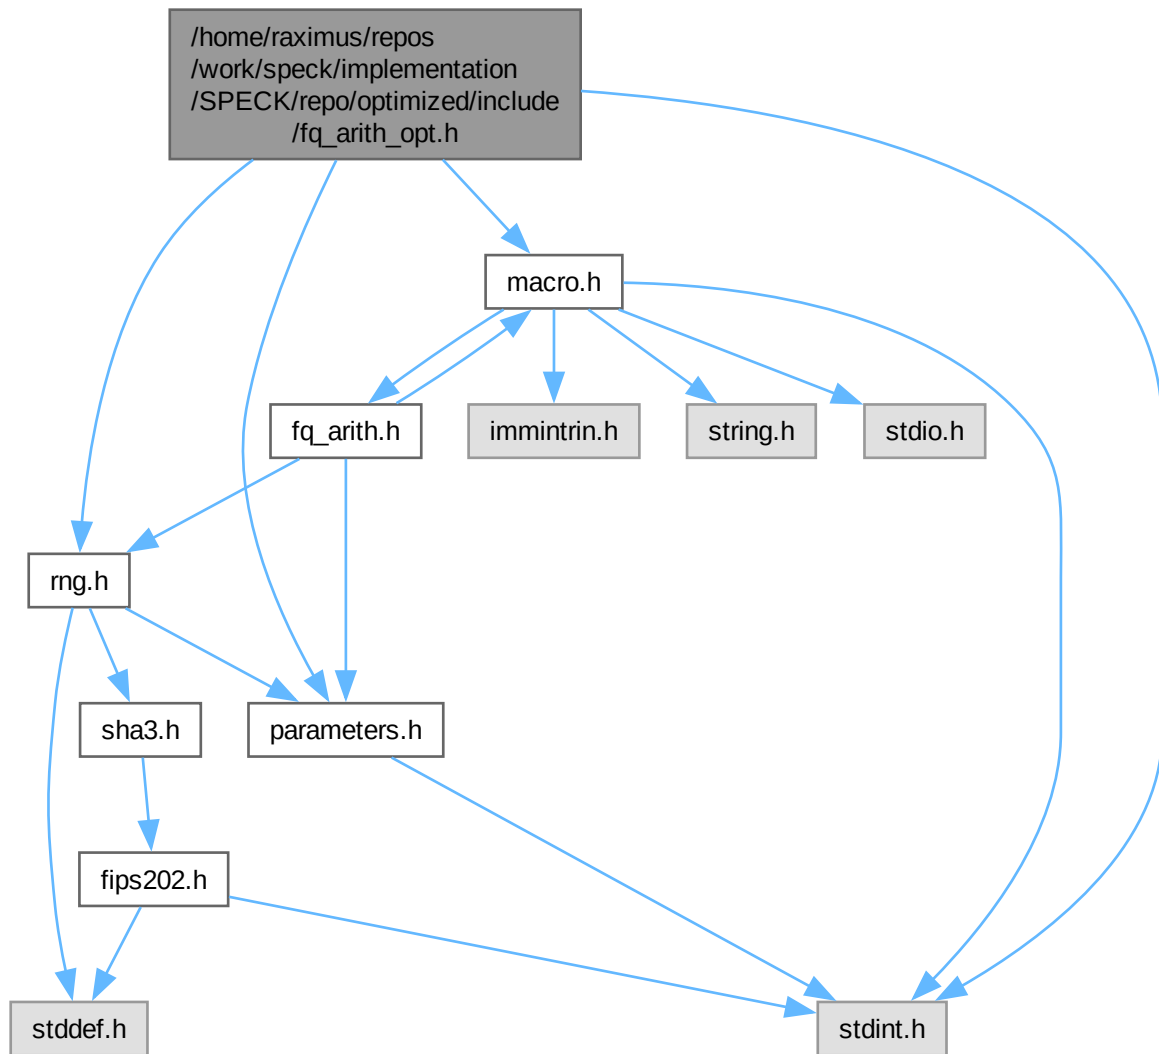 /home/raximus/repos
/work/speck/implementation
/SPECK/repo/optimized/include
/fq_arith_opt.h
macro.h
fq_arith.h
immintrin.h
string.h
stdio.h
rng.h
sha3.h
parameters.h
fips202.h
stddef.h
stdint.h